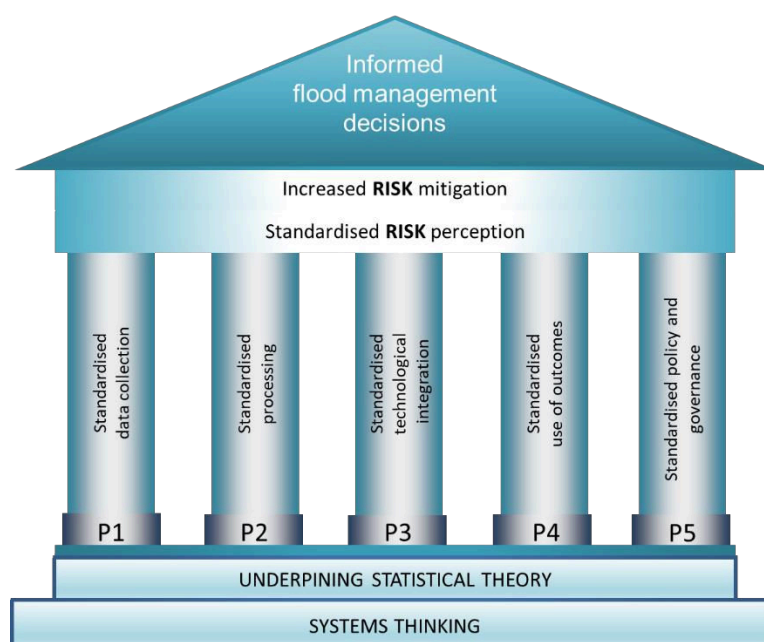 Informed
flood management
decisions
Increased RISK mitigation
Standardised RISK perception
Standardised
data collection
Standardised
processing
Standardised
technological
integration
Standardised
use of outcomes
Standardised policy and
governance
P1
P2
P3
P4
P5
UNDERPINING STATISTICAL THEORY
SYSTEMS THINKING